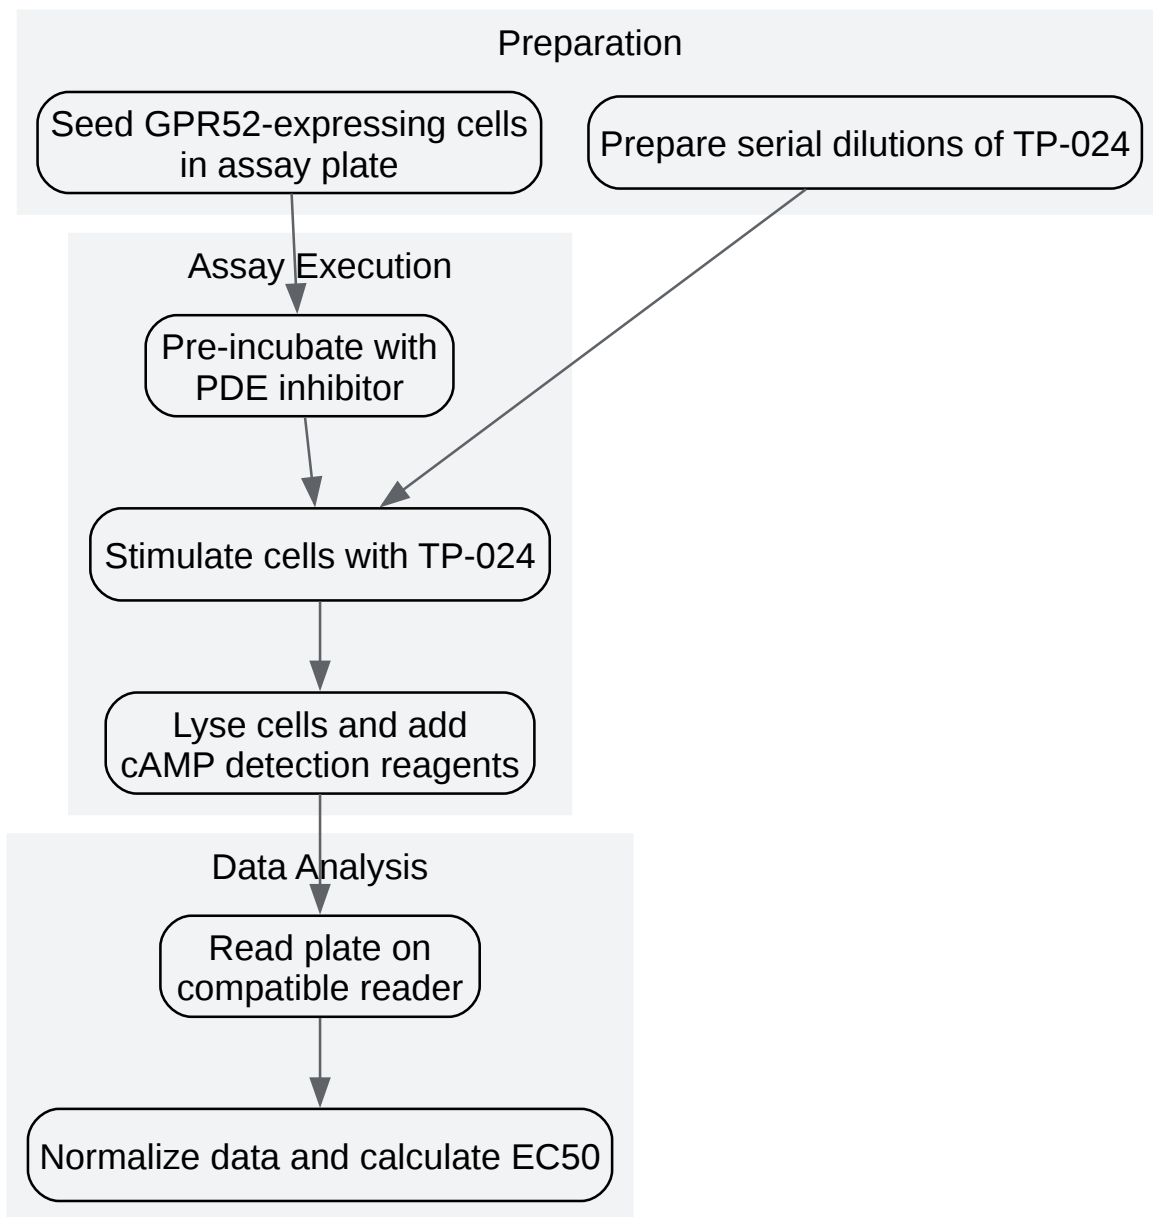 Preparation
Seed GPR52-expressing cells
in assay plate
Prepare serial dilutions of TP-024
Assay Execution
Pre-incubate with
PDE inhibitor
Stimulate cells with TP-024
Lyse cells and add
cAMP detection reagents
Data Analysis
Read plate on
compatible reader
Normalize data and calculate EC50